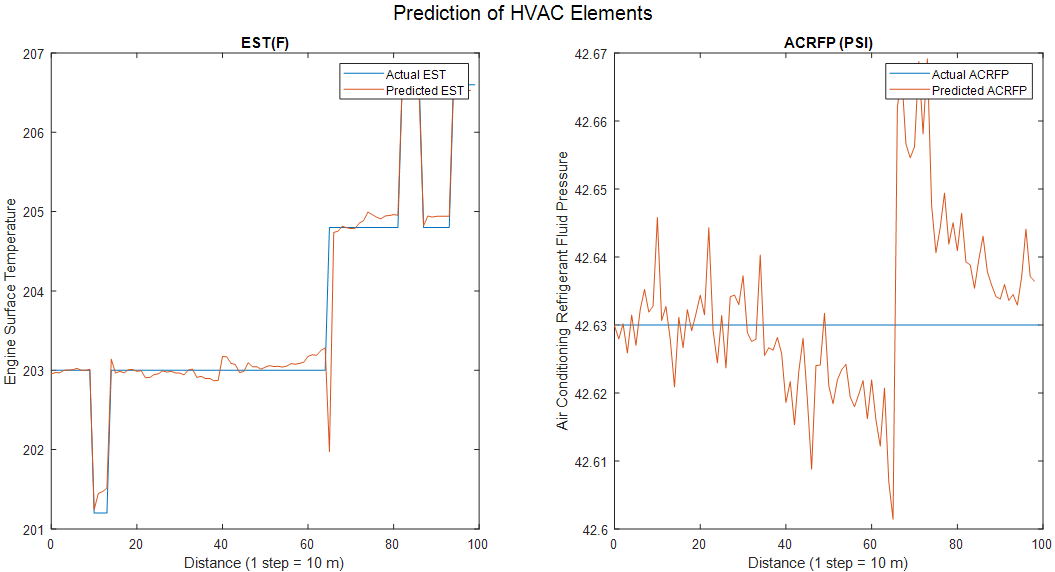 Prediction of HVAC Elements
EST(F)
Engine Surface Temperature
207
206
205
204
203
202
201
Actual EST
Predicted EST
0 20 40 60 80 100
Distance (1 step = 10 m)
ACRFP (PSI)
Air Conditioning Refrigerant Fluid Pressure
42.67
42.66
42.65
42.64
42.63
42.62
42.61
42.6
Actual ACRFP
Predicted ACRFP
0 20 40 60 80 100
Distance (1 step = 10 m)